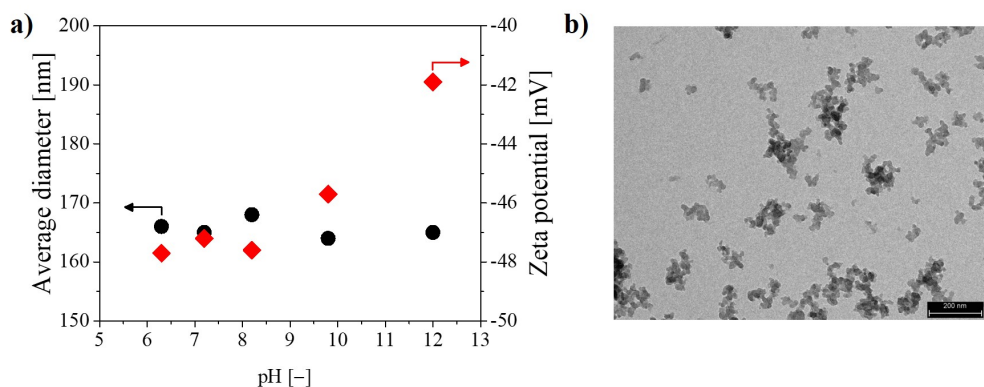 a)
200
190
180
170
160
150
Average diameter [nm]
5 6 7 8 9 10 11 12 13
pH [–]
-40
-42
-44
-46
-48
-50
Zeta potential [mV]
b)
200 nm